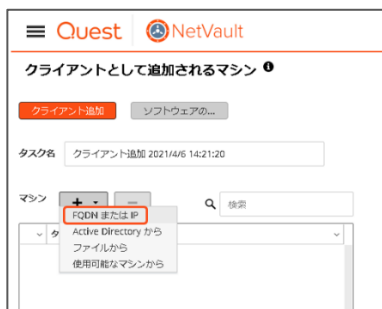 Quest NetVault
クライアントとして追加されるマシン
クライアント追加 ソフトウェアの...
タスク名 クライアント追加 2021/4/6 14:21:20
マシン + - 検索
FQDN または IP
Active Directory から
ファイルから
使用可能なマシンから
タ